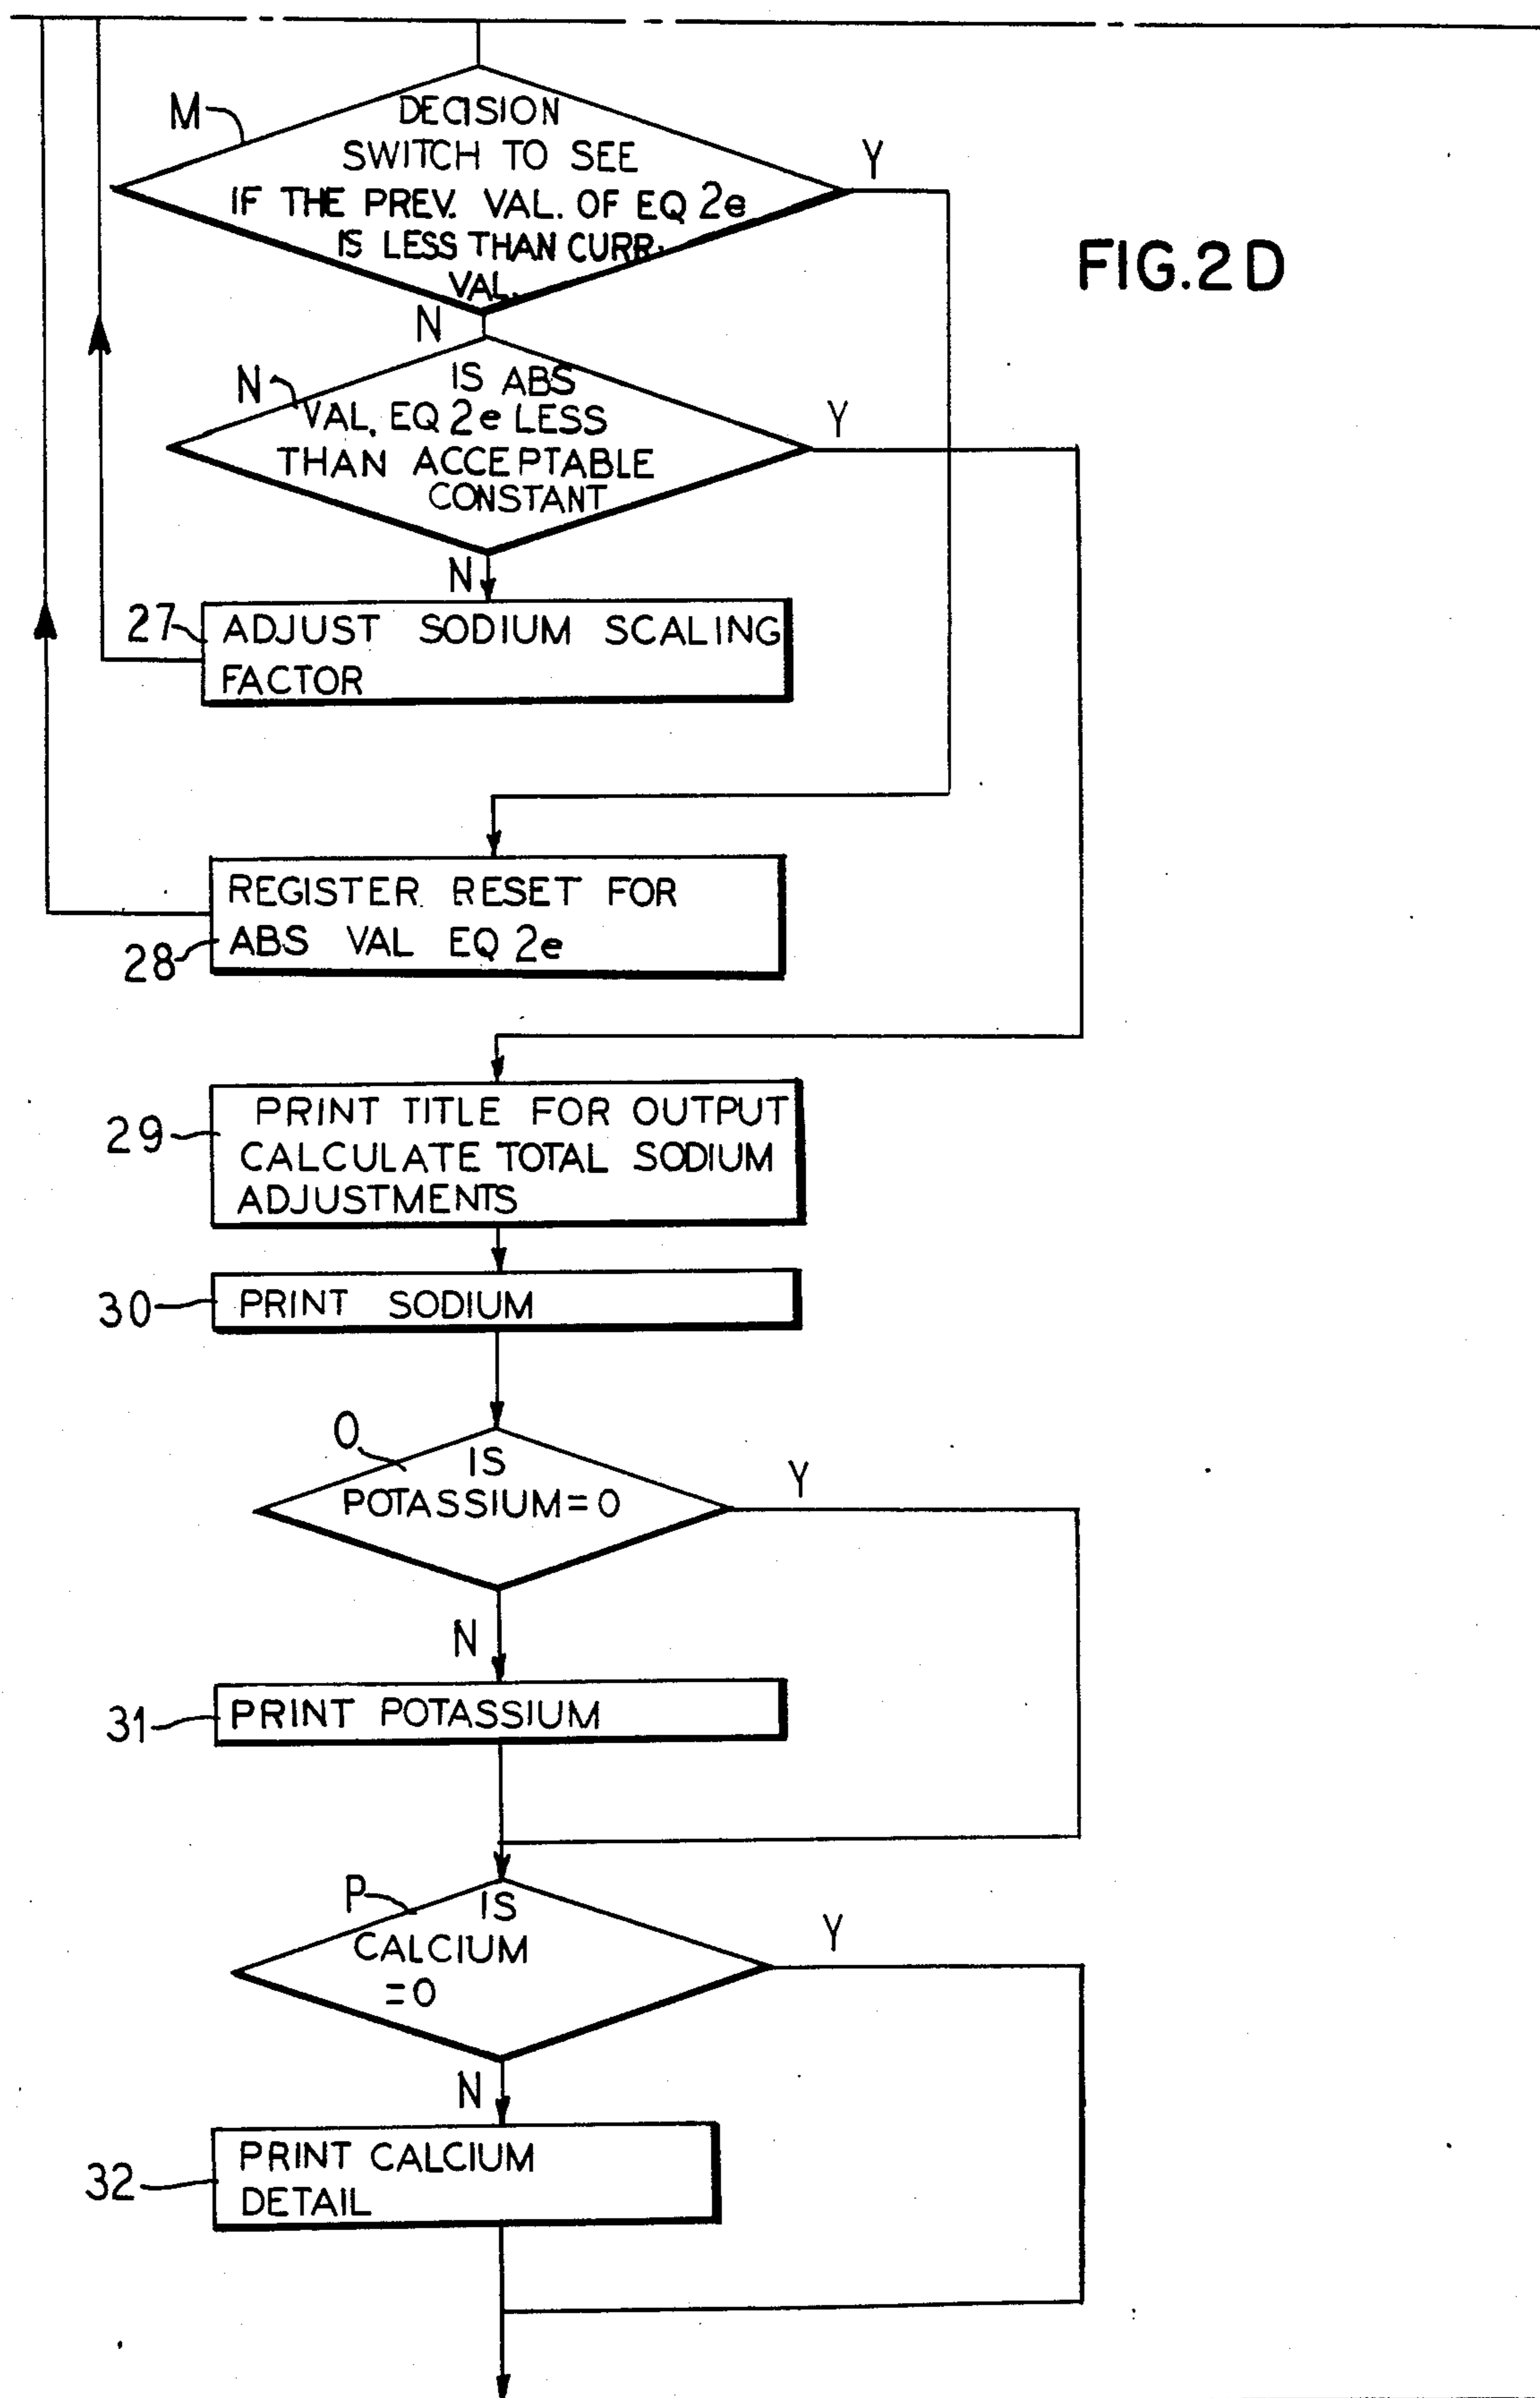 M
DECISION
SWITCH TO SEE
IF THE PREV. VAL. OF EQ 2e
IS LESS THAN CURR.
VAL.
Y
FIG.2D
N
N
IS ABS
VAL. EQ 2e LESS
THAN ACCEPTABLE
CONSTANT
Y
N
27
ADJUST SODIUM SCALING
FACTOR
REGISTER RESET FOR
ABS VAL EQ 2e
28
29
PRINT TITLE FOR OUTPUT
CALCULATE TOTAL SODIUM
ADJUSTMENTS
30
PRINT SODIUM
O
IS
POTASSIUM=0
Y
N
31
PRINT POTASSIUM
P
IS
CALCIUM
=0
Y
N
32
PRINT CALCIUM
DETAIL